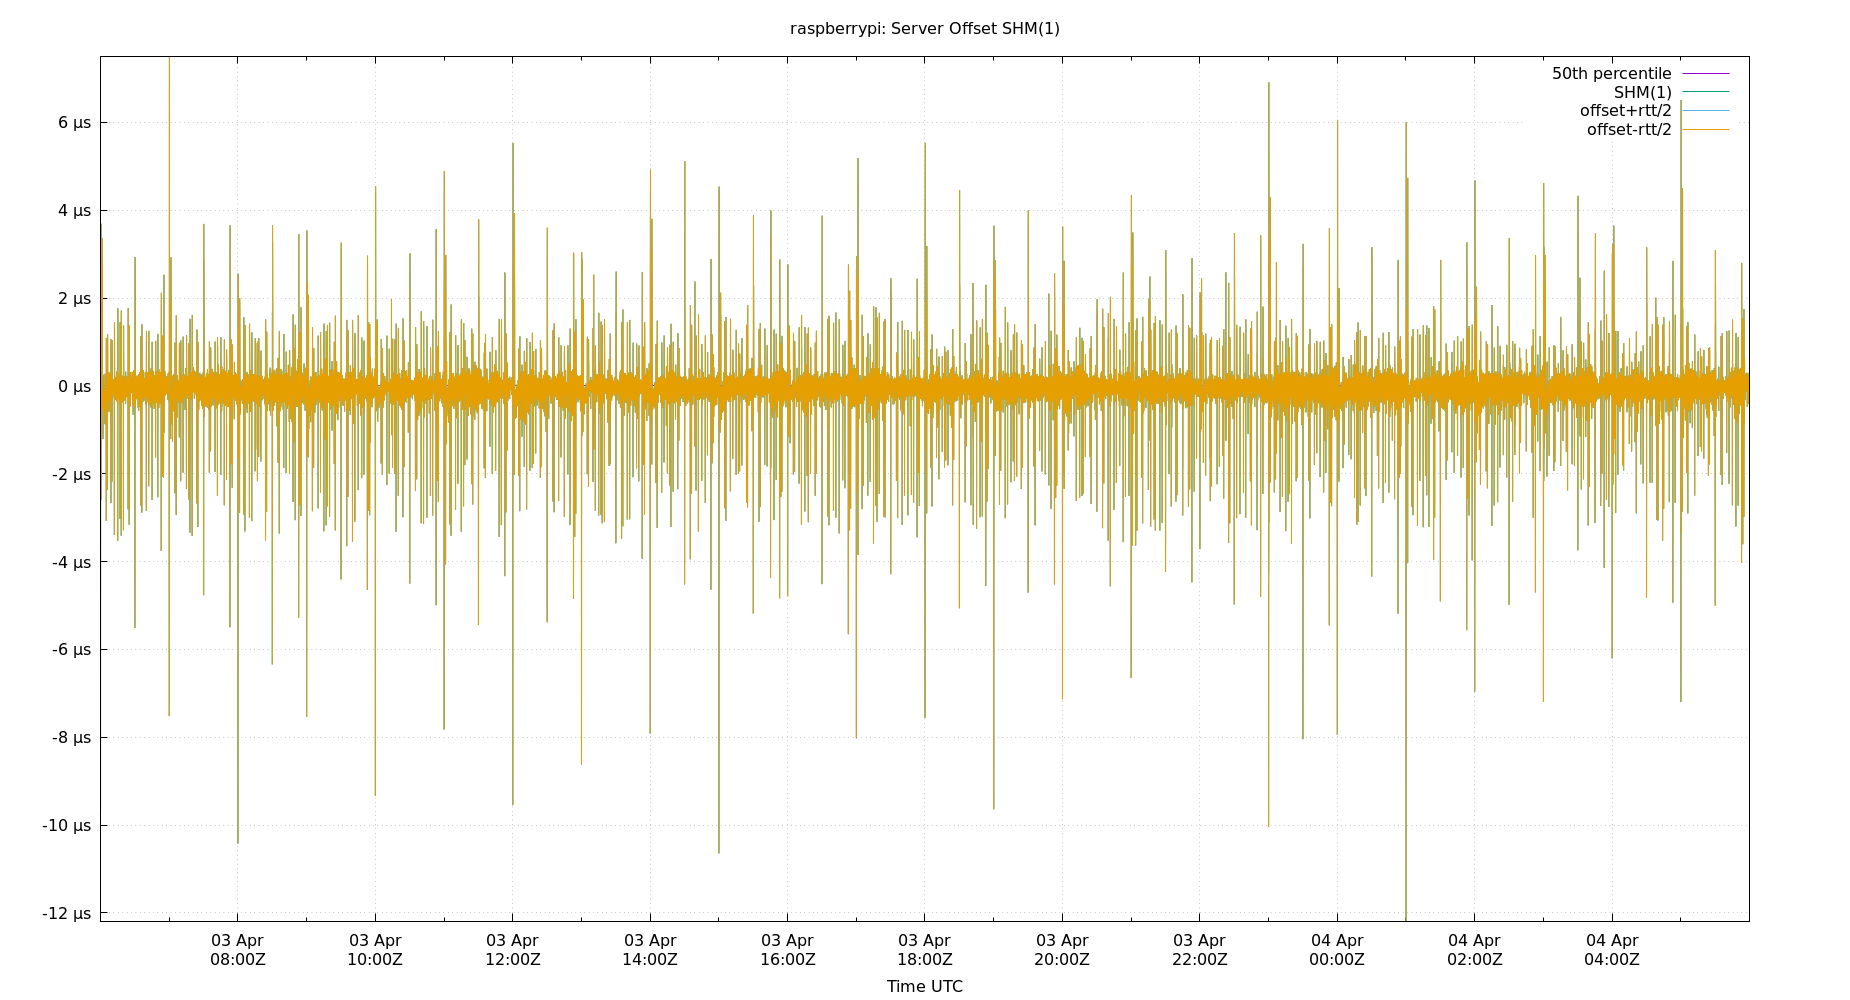 raspberrypi: Server Offset SHM(1)
50th percentile
SHM(1)
offset+rtt/2
offset-rtt/2
6 µs
4 µs
2 µs
0 µs
-2 µs
-4 µs
-6 µs
-8 µs
-10 µs
-12 µs
03 Apr 03 Apr 03 Apr 03 Apr 03 Apr 03 Apr 03 Apr 03 Apr 04 Apr 04 Apr 04 Apr
08:00Z 10:00Z 12:00Z 14:00Z 16:00Z 18:00Z 20:00Z 22:00Z 00:00Z 02:00Z 04:00Z
Time UTC